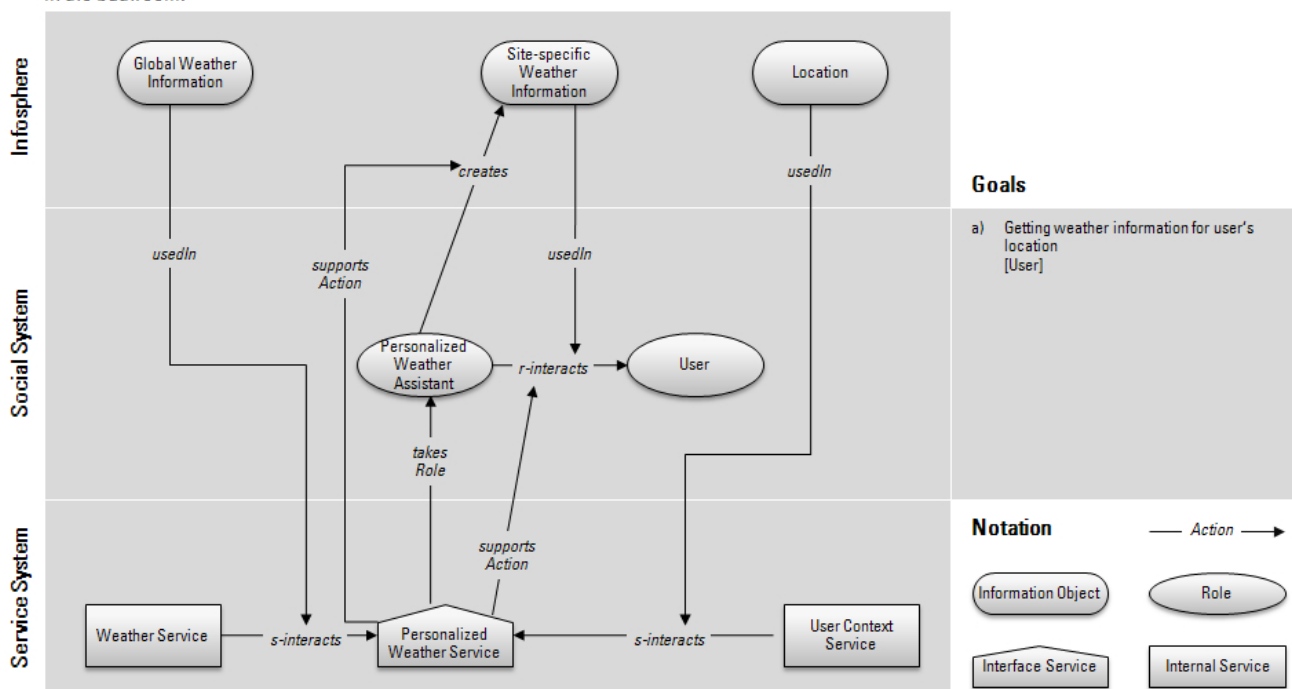 Infosphere
Global Weather
Information
Site-specific
Weather
Information
Location
creates
usedIn
Goals
Social System
usedIn
supports
Action
usedIn
a) Getting weather information for user's
location
[User]
Personalized
Weather
Assistant
r-interacts
User
takes
Role
Service System
supports
Action
Weather Service
s-interacts
Personalized
Weather Service
s-interacts
User Context
Service
Notation
Action
Information Object
Role
Interface Service
Internal Service